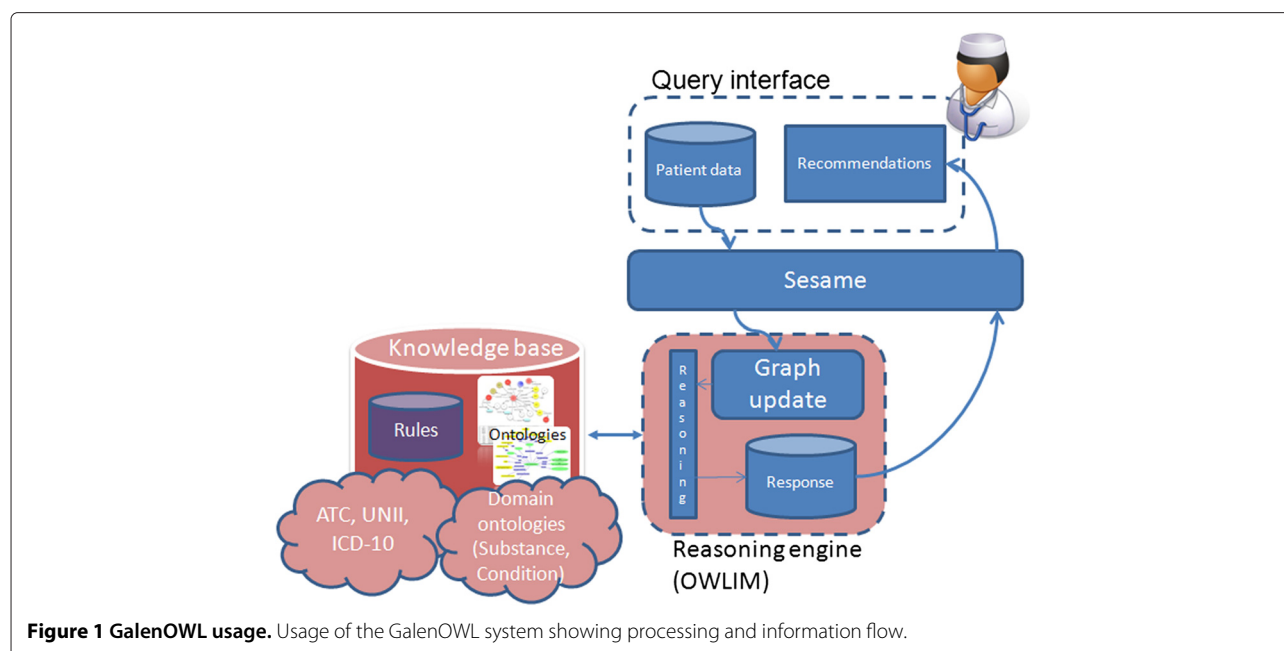 Query interface
Patient data
Recommendations
Sesame
Knowledge base
Rules
Ontologies
ATC, UNII,
ICD-10
Domain
ontologies
(Substance,
Condition)
Reasoning
Graph
update
Response
Reasoning engine
(OWLIM)
Figure 1 GalenOWL usage. Usage of the GalenOWL system showing processing and information flow.